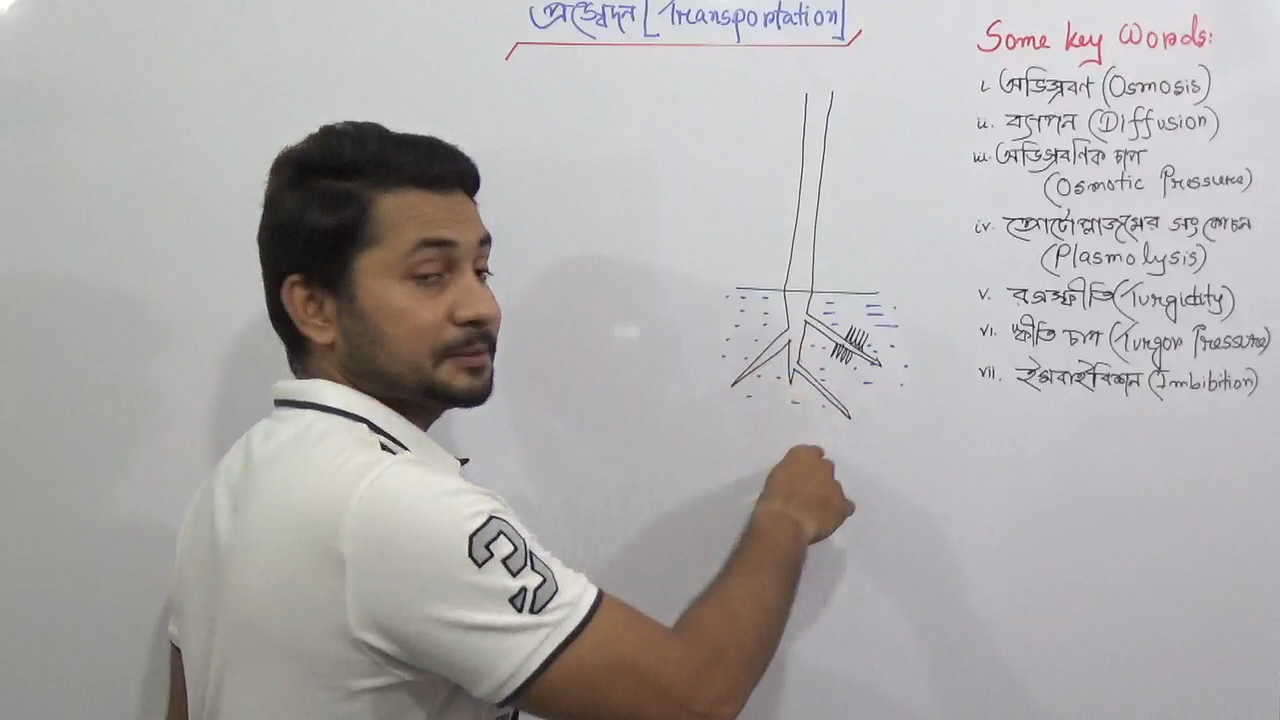 প্রস্বেদন [Transportation]
Some key Words:
i. অভিস্রবণ (Osmosis)
ii. ব্যাপন (Diffusion)
iii. অভিস্রবণিক চাপ
(Osmotic Pressure)
iv. প্রোটোপ্লাজমের সংকোচন
(Plasmolysis)
v. রসস্ফীতি (Turgidity)
vi. স্ফীতি চাপ (Turgor Pressure)
vii. ইমবাইবিশন (Imbibition)
35